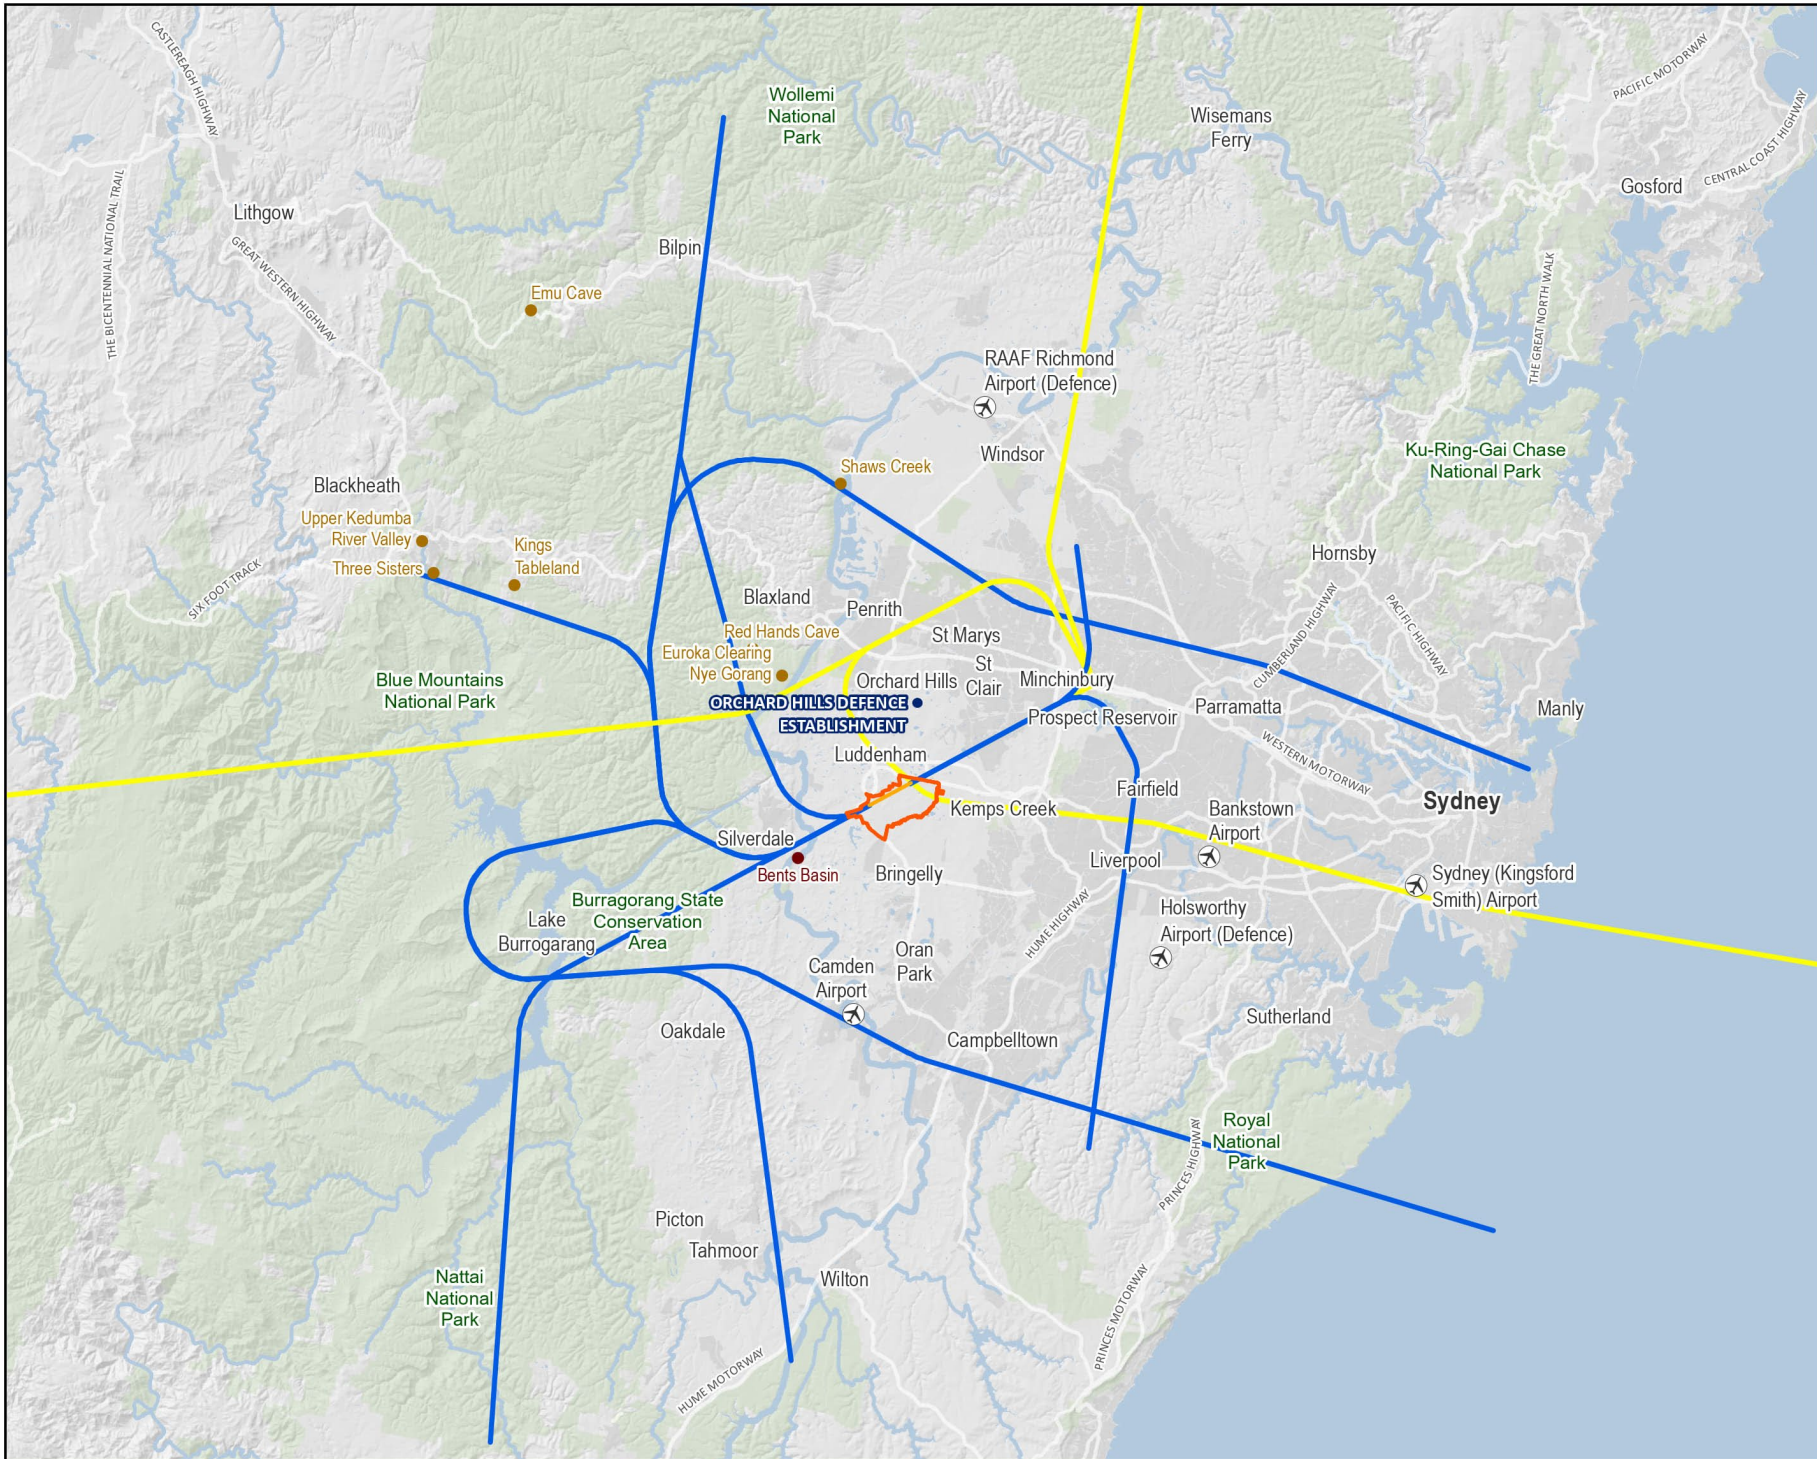 CASTLEREAGH HIGHWAY
PACIFIC MOTORWAY
Wollemi
National
Park
Wisemans
Ferry
CENTRAL COAST HIGHWAY
Gosford
THE BICENTENNIAL NATIONAL TRAIL
Lithgow
GREAT WESTERN HIGHWAY
Bilpin
Emu Cave
THE GREAT NORTH WALK
RAAF Richmond
Airport (Defence)
Windsor
Ku-Ring-Gai Chase
National Park
Shaws Creek
Blackheath
Upper Kedumba
River Valley
Three Sisters
Kings
Tableland
SIX FOOT TRACK
Hornsby
Blaxland
Penrith
CUMBERLAND HIGHWAY
PACIFIC HIGHWAY
Red Hands Cave
Euroka Clearing
Nye Gorang
St Marys
St
Clair
Orchard Hills
Minchinbury
Blue Mountains
National Park
ORCHARD HILLS DEFENCE
ESTABLISHMENT
Prospect Reservoir
Parramatta
Manly
WESTERN MOTORWAY
Luddenham
Fairfield
Kemps Creek
Bankstown
Airport
Sydney
Silverdale
Bents Basin
Bringelly
Liverpool
Sydney (Kingsford
Smith) Airport
Burragorang State
Conservation
Area
Lake
Burrogarang
HUME HIGHWAY
Holsworthy
Airport (Defence)
Oran
Park
Camden
Airport
Oakdale
Campbelltown
Sutherland
Royal
National
Park
PRINCES HIGHWAY
Picton
Tahmoor
Wilton
Nattai
National
Park
PRINCES MOTORWAY
HUME MOTORWAY